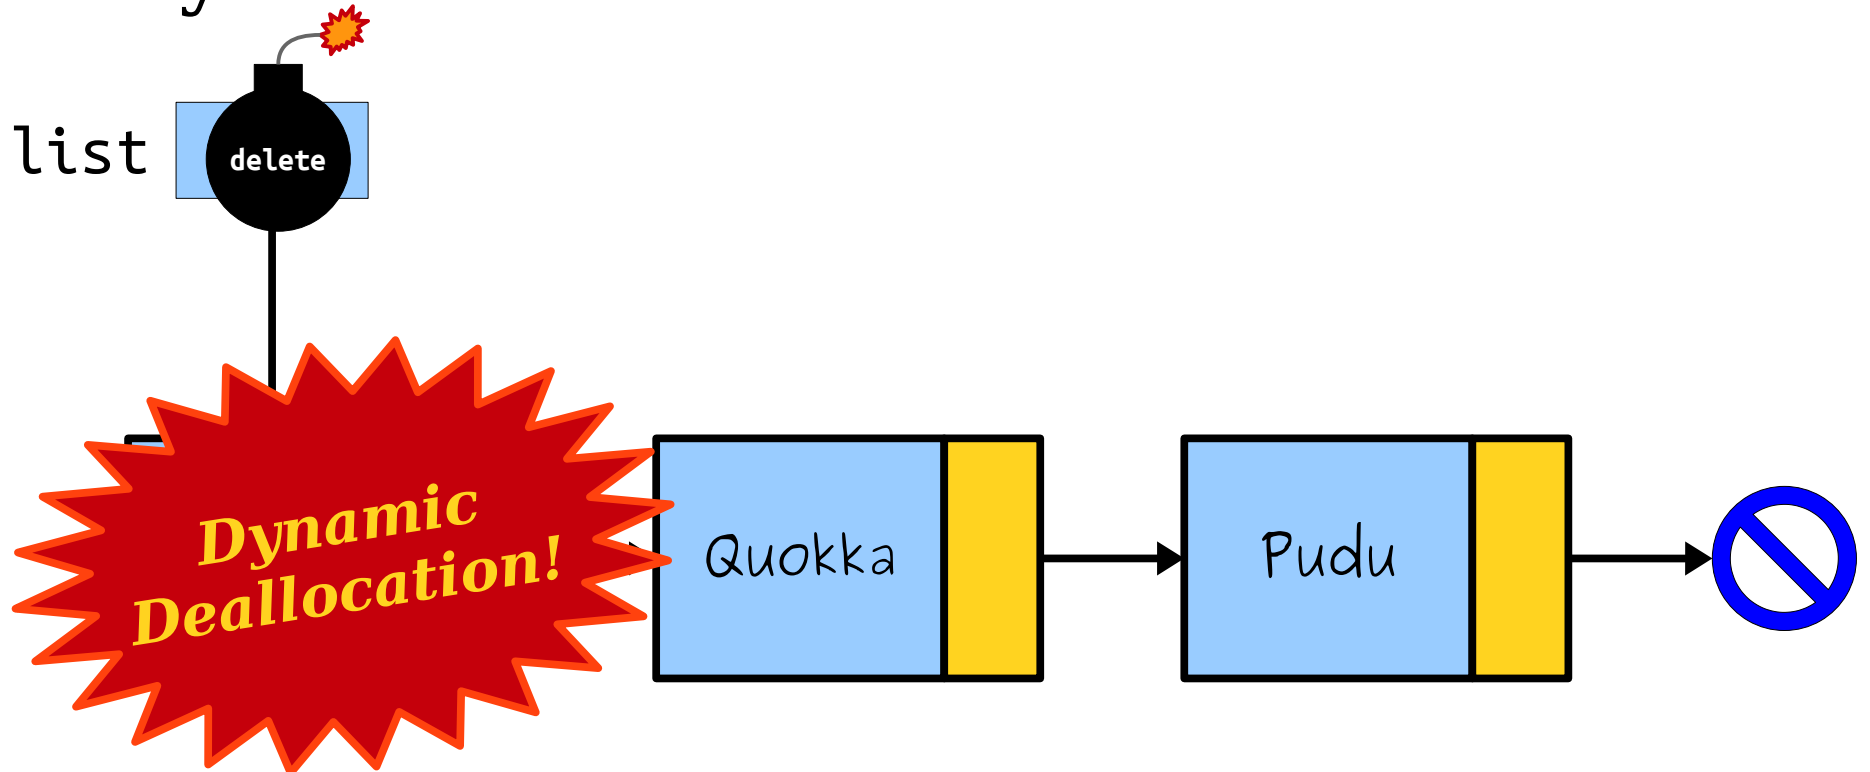 list
delete
Dynamic
Deallocation!
Quokka
Pudu